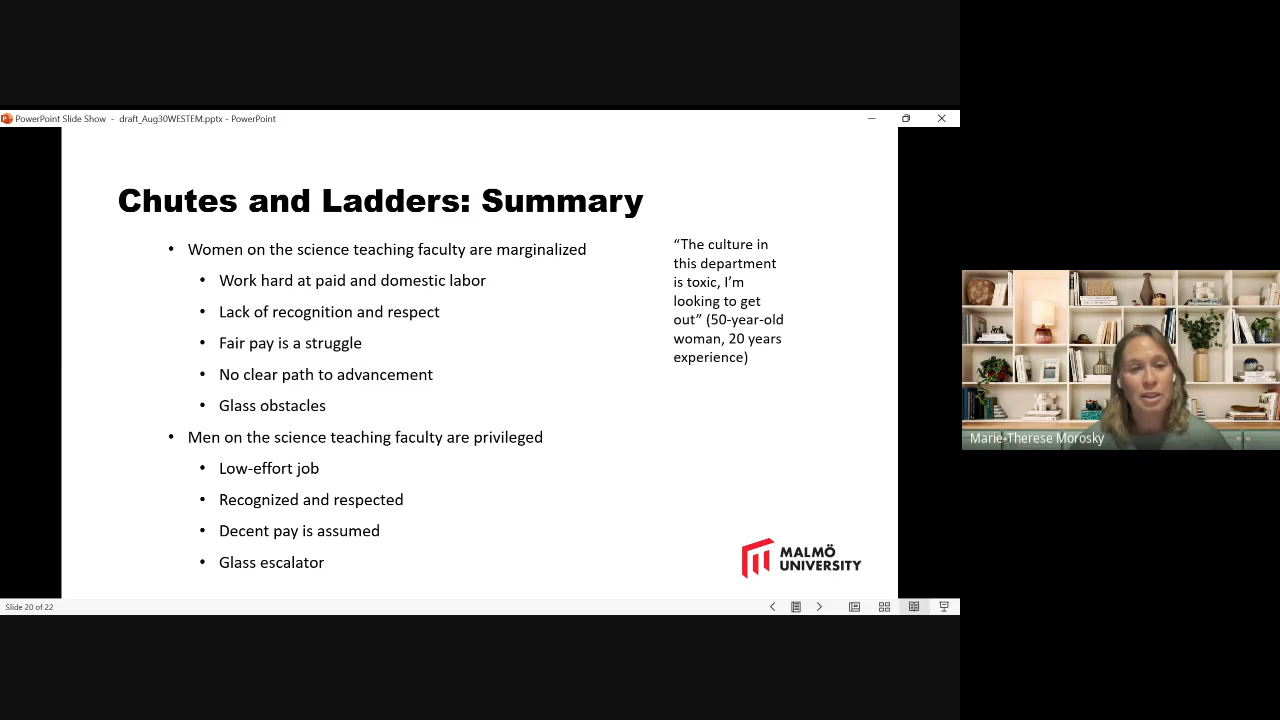 PowerPoint Slide Show - draft_Aug30WESTEM.pptx - PowerPoint
Chutes and Ladders: Summary
• Women on the science teaching faculty are marginalized
• Work hard at paid and domestic labor
• Lack of recognition and respect
• Fair pay is a struggle
• No clear path to advancement
• Glass obstacles
• Men on the science teaching faculty are privileged
• Low-effort job
• Recognized and respected
• Decent pay is assumed
• Glass escalator
“The culture in
this department
is toxic, I’m
looking to get
out” (50-year-old
woman, 20 years
experience)
MALMÖ
UNIVERSITY
Slide 20 of 22
Marie-Therese Morosky